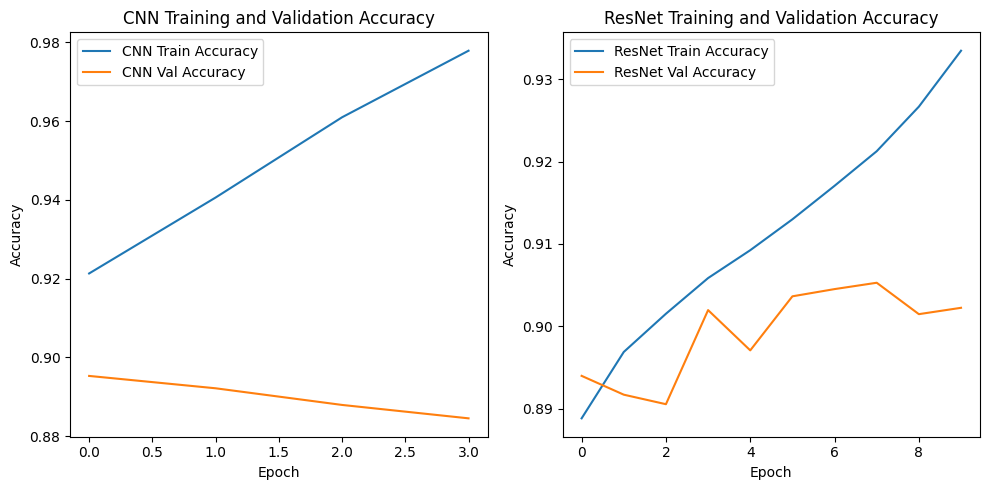 CNN Training and Validation Accuracy
CNN Train Accuracy
CNN Val Accuracy
0.98
0.96
0.94
0.92
0.90
0.88
Accuracy
0.0 0.5 1.0 1.5 2.0 2.5 3.0
Epoch
ResNet Training and Validation Accuracy
ResNet Train Accuracy
ResNet Val Accuracy
0.93
0.92
0.91
0.90
0.89
Accuracy
0 2 4 6 8
Epoch